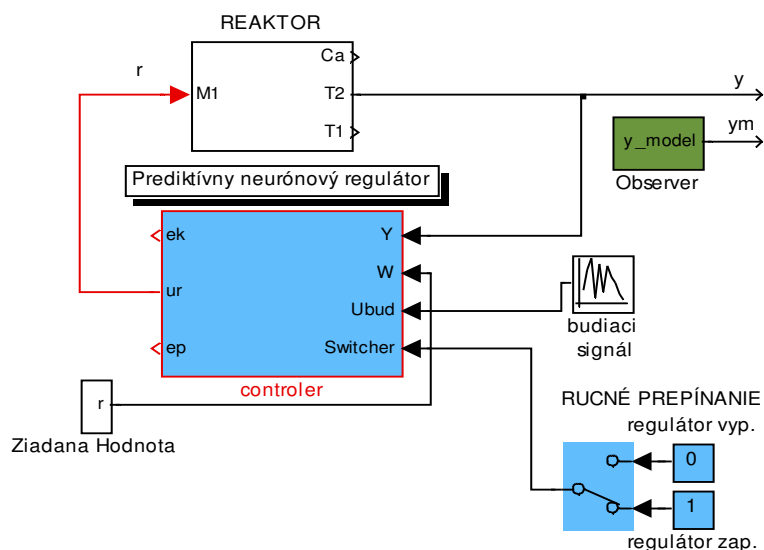 REAKTOR
r
M1
Ca
T2
T1
y
ym
y_model
Observer
Prediktívny neurónový regulátor
ek
ur
ep
Y
W
Ubud
Switcher
controler
budiaci
signál
r
Ziadana Hodnota
RUCNÉ PREPÍNANIE
regulátor vyp.
0
1
regulátor zap.